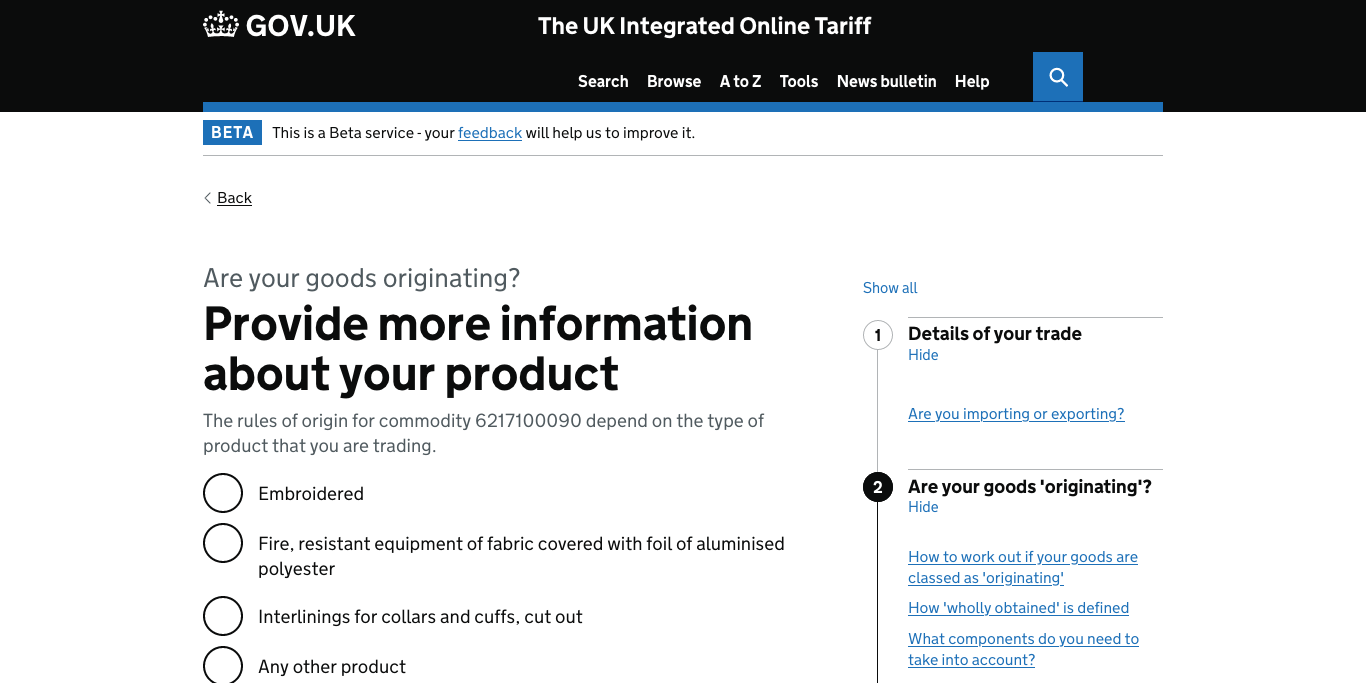 GOV.UK
The UK Integrated Online Tariff
Search Browse A to Z Tools News bulletin Help
BETA This is a Beta service - your feedback will help us to improve it.
Back
Are your goods originating?
Provide more information
about your product
The rules of origin for commodity 6217100090 depend on the type of
product that you are trading.
Embroidered
Fire, resistant equipment of fabric covered with foil of aluminised
polyester
Interlinings for collars and cuffs, cut out
Any other product
Show all
1 Details of your trade
Hide
Are you importing or exporting?
2 Are your goods 'originating'?
Hide
How to work out if your goods are
classed as 'originating'
How 'wholly obtained' is defined
What components do you need to
take into account?